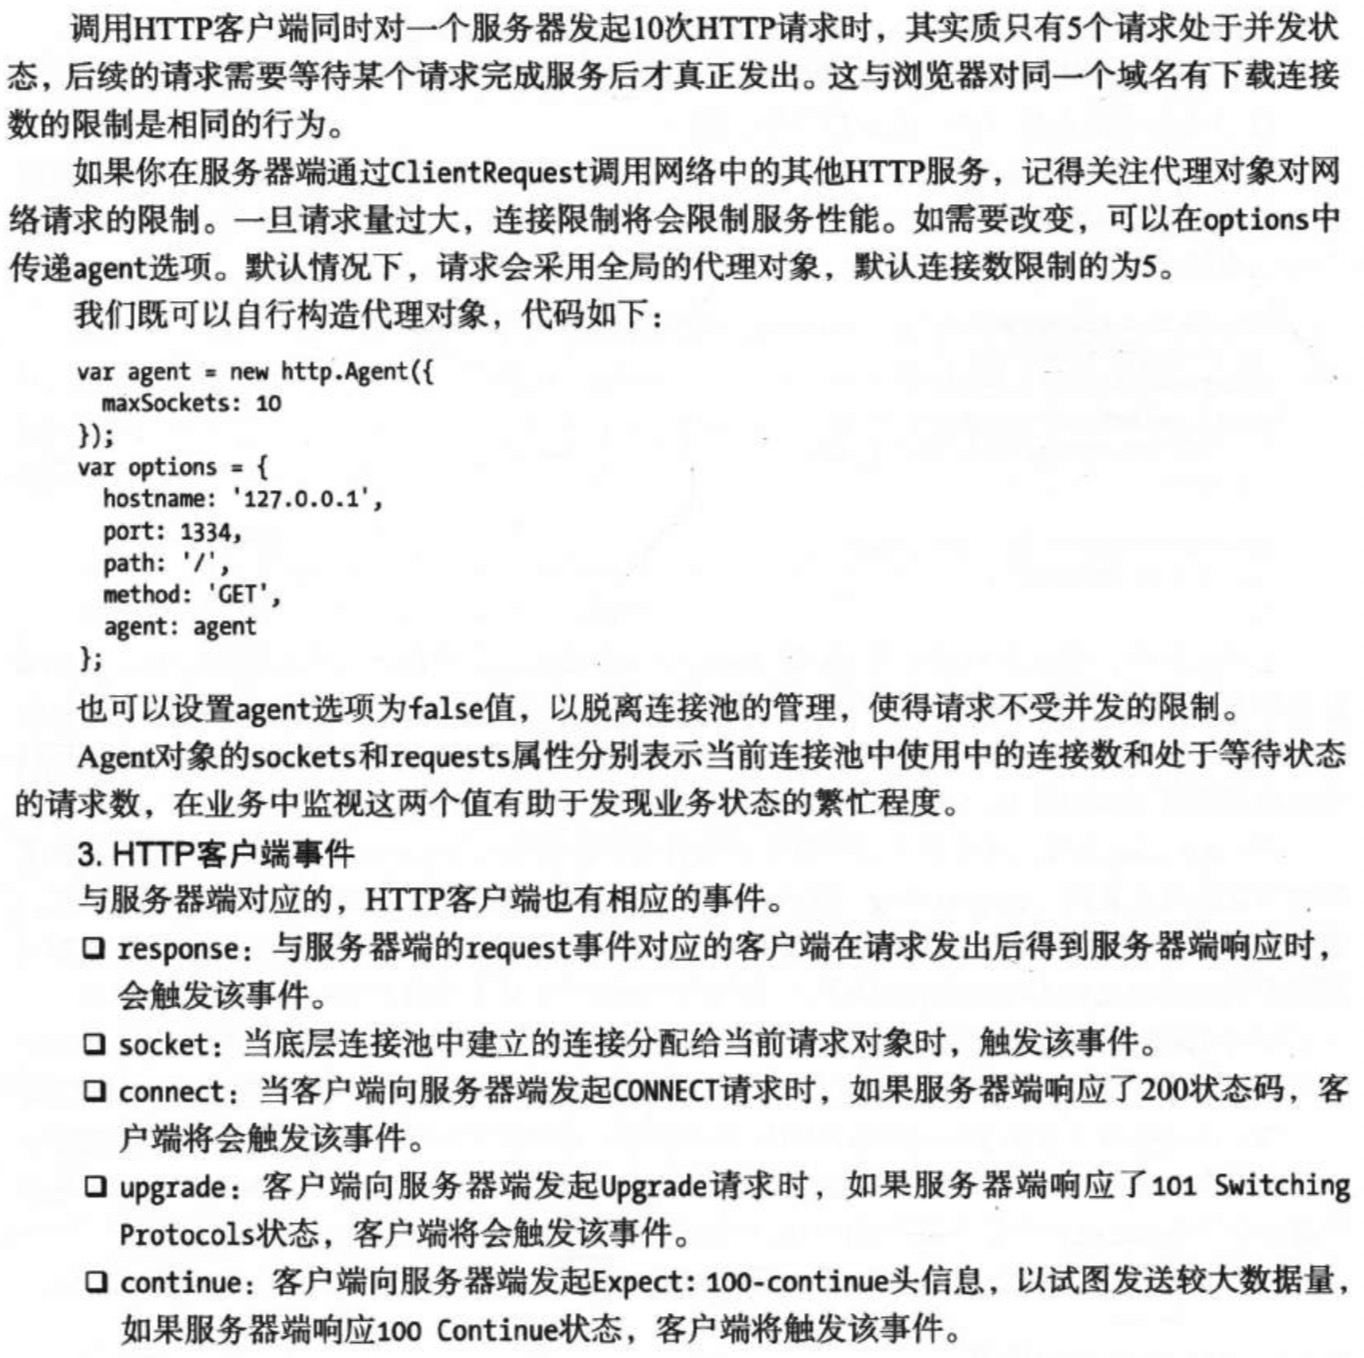 调用HTTP客户端同时对一个服务器发起10次HTTP请求时，其实质只有5个请求处于并发状
态，后续的请求需要等待某个请求完成服务后才真正发出。这与浏览器对同一个域名有下载连接
数的限制是相同的行为。
如果你在服务器端通过ClientRequest调用网络中的其他HTTP服务，记得关注代理对象对网
络请求的限制。一旦请求量过大，连接限制将会限制服务性能。如需要改变，可以在options中
传递agent选项。默认情况下，请求会采用全局的代理对象，默认连接数限制的为5。
我们既可以自行构造代理对象，代码如下：
var agent = new http.Agent({
  maxSockets: 10
});
var options = {
  hostname: '127.0.0.1',
  port: 1334,
  path: '/',
  method: 'GET',
  agent: agent
};
也可以设置agent选项为false值，以脱离连接池的管理，使得请求不受并发的限制。
Agent对象的sockets和requests属性分别表示当前连接池中使用中的连接数和处于等待状态
的请求数，在业务中监视这两个值有助于发现业务状态的繁忙程度。
3. HTTP客户端事件
与服务器端对应的，HTTP客户端也有相应的事件。
❑ response：与服务器端的request事件对应的客户端在请求发出后得到服务器端响应时，
会触发该事件。
❑ socket：当底层连接池中建立的连接分配给当前请求对象时，触发该事件。
❑ connect：当客户端向服务器端发起CONNECT请求时，如果服务器端响应了200状态码，客
户端将会触发该事件。
❑ upgrade：客户端向服务器端发起Upgrade请求时，如果服务器端响应了101 Switching
Protocols状态，客户端将会触发该事件。
❑ continue：客户端向服务器端发起Expect: 100-continue头信息，以试图发送较大数据量，
如果服务器端响应100 Continue状态，客户端将触发该事件。